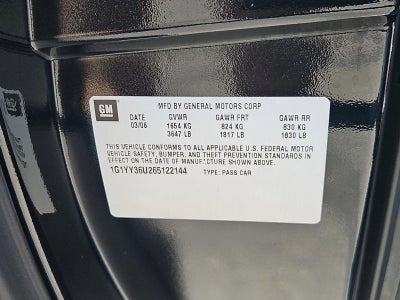 GM
MFD BY GENERAL MOTORS CORP
DATE GVWR GAWR FRT GAWR RR
03/06 1654 KG 824 KG 830 KG
3647 LB 1817 LB 1830 LB
THIS VEHICLE CONFORMS TO ALL APPLICABLE U.S. FEDERAL MOTOR
VEHICLE SAFETY, BUMPER, AND THEFT PREVENTION STANDARDS IN
EFFECT ON THE DATE OF MANUFACTURE SHOWN ABOVE.
1G1YY36U265122144 TYPE: PASS CAR